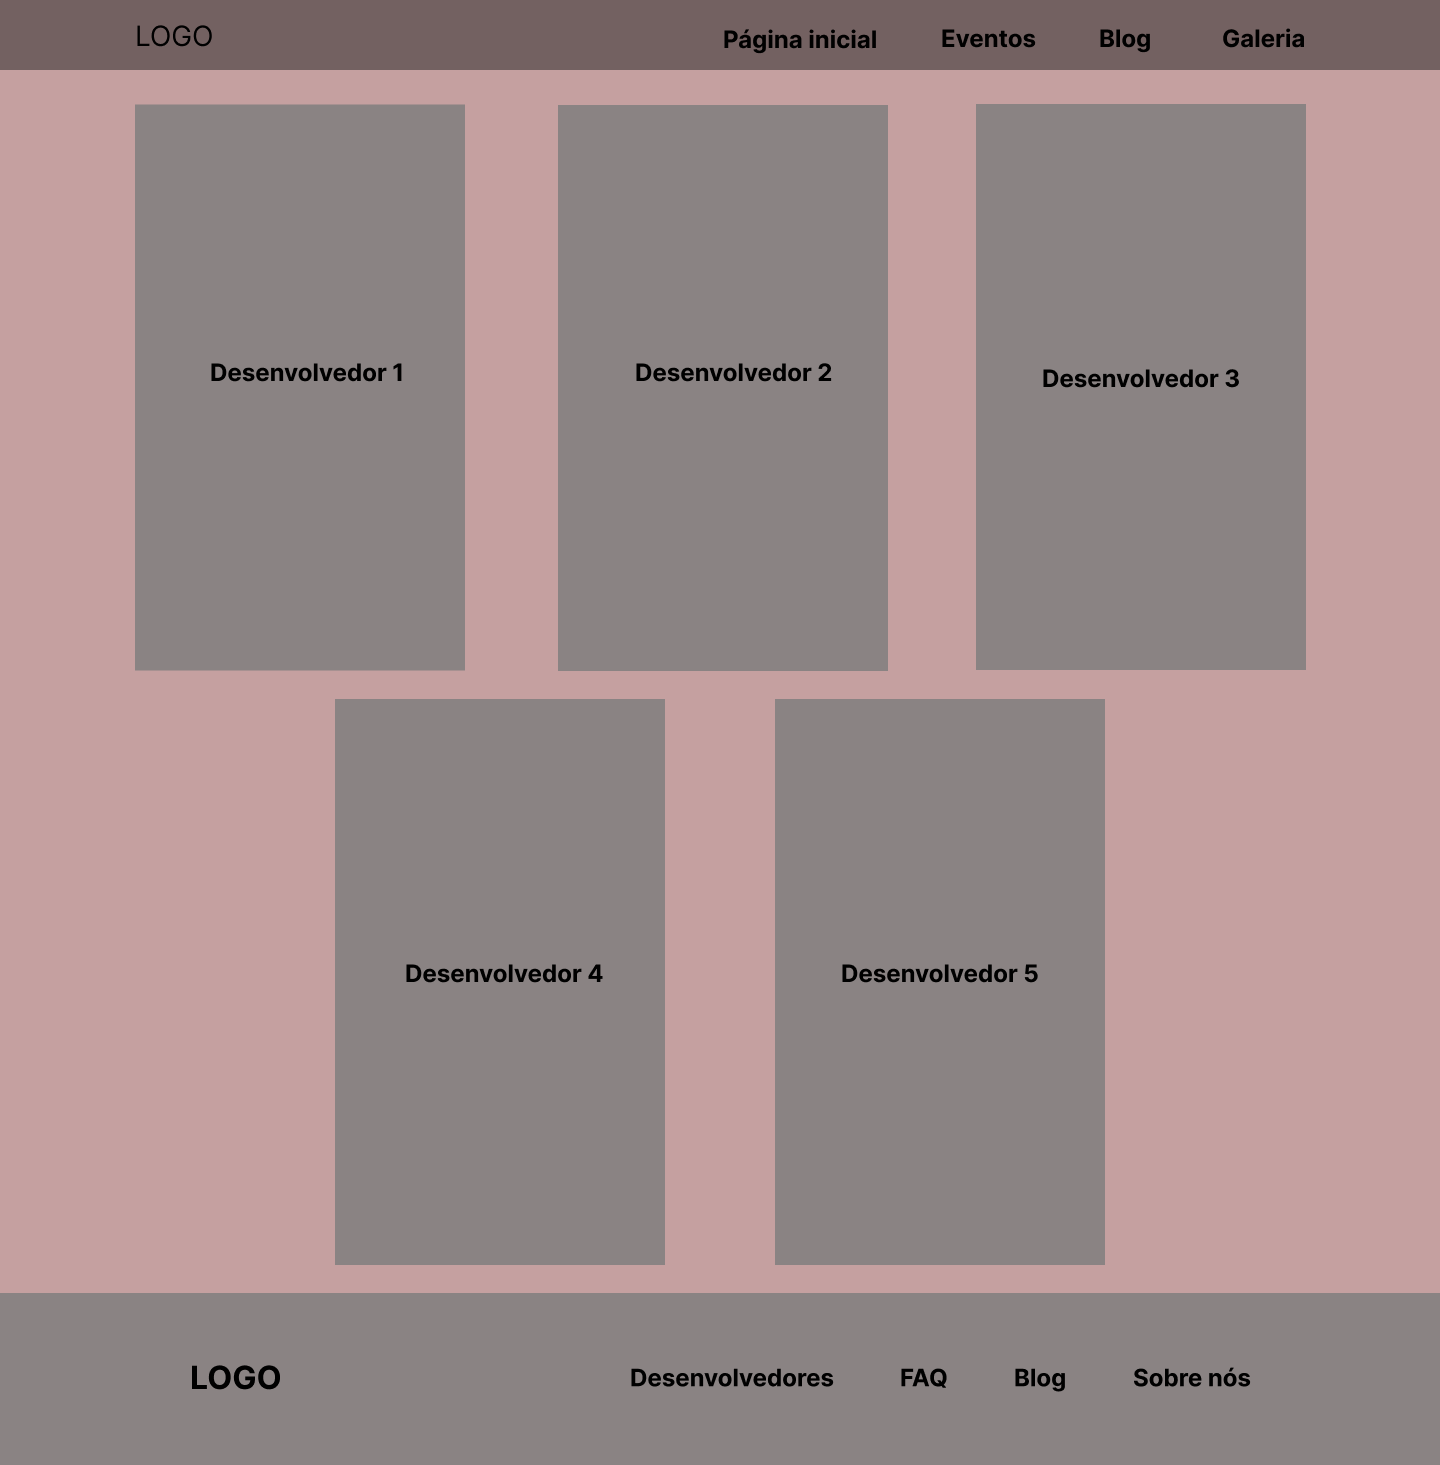 LOGO
Página inicial
Eventos
Blog
Galeria
Desenvolvedor 1
Desenvolvedor 2
Desenvolvedor 3
Desenvolvedor 4
Desenvolvedor 5
LOGO
Desenvolvedores
FAQ
Blog
Sobre nós